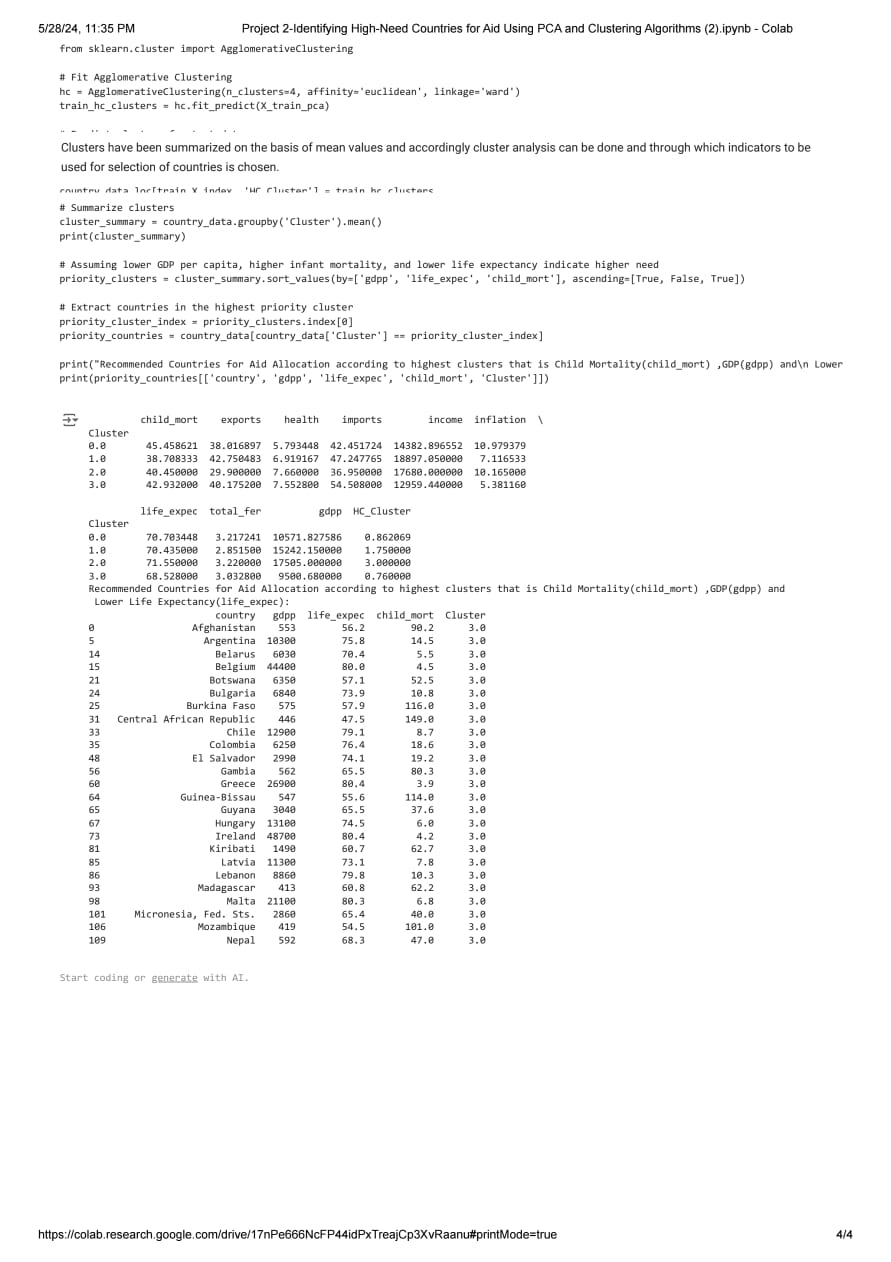 5/28/24, 11:35 PM Project 2-Identifying High-Need Countries for Aid Using PCA and Clustering Algorithms (2).ipynb - Colab
from sklearn.cluster import AgglomerativeClustering
# Fit Agglomerative Clustering
hc = AgglomerativeClustering(n_clusters=4, affinity='euclidean', linkage='ward')
train_hc_clusters = hc.fit_predict(X_train_pca)
Clusters have been summarized on the basis of mean values and accordingly cluster analysis can be done and through which indicators to be
used for selection of countries is chosen.
country_data.loc[train_X.index, 'HC_Cluster'] = train_hc_clusters
# Summarize clusters
cluster_summary = country_data.groupby('Cluster').mean()
print(cluster_summary)
# Assuming lower GDP per capita, higher infant mortality, and lower life expectancy indicate higher need
priority_clusters = cluster_summary.sort_values(by=['gdpp', 'life_expec', 'child_mort'], ascending=[True, False, True])
# Extract countries in the highest priority cluster
priority_cluster_index = priority_clusters.index[0]
priority_countries = country_data[country_data['Cluster'] == priority_cluster_index]
print("Recommended Countries for Aid Allocation according to highest clusters that is Child Mortality(child_mort) ,GDP(gdpp) and\n Lower
print(priority_countries[['country', 'gdpp', 'life_expec', 'child_mort', 'Cluster']])
child_mort exports health imports income inflation \
Cluster
0.0 45.458621 38.016897 5.793448 42.451724 14382.896552 10.979379
1.0 38.708333 42.750483 6.919167 47.247765 18897.050000 7.116533
2.0 40.450000 29.900000 7.660000 36.950000 17680.000000 10.165000
3.0 42.932000 40.175200 7.552800 54.508000 12959.440000 5.381160
life_expec total_fer gdpp HC_Cluster
Cluster
0.0 70.703448 3.217241 10571.827586 0.862069
1.0 70.435000 2.851500 15242.150000 1.750000
2.0 71.550000 3.220000 17505.000000 3.000000
3.0 68.528000 3.032800 9500.680000 0.760000
Recommended Countries for Aid Allocation according to highest clusters that is Child Mortality(child_mort) ,GDP(gdpp) and
Lower Life Expectancy(life_expec):
country gdpp life_expec child_mort Cluster
0 Afghanistan 553 56.2 90.2 3.0
5 Argentina 10300 75.8 14.5 3.0
14 Belarus 6030 70.4 5.5 3.0
15 Belgium 44400 80.0 4.5 3.0
21 Botswana 6350 57.1 52.5 3.0
24 Bulgaria 6840 73.9 10.8 3.0
25 Burkina Faso 575 57.9 116.0 3.0
31 Central African Republic 446 47.5 149.0 3.0
33 Chile 12900 79.1 8.7 3.0
35 Colombia 6250 76.4 18.6 3.0
48 El Salvador 2990 74.1 19.2 3.0
56 Gambia 562 65.5 80.3 3.0
60 Greece 26900 80.4 3.9 3.0
64 Guinea-Bissau 547 55.6 114.0 3.0
65 Guyana 3040 65.5 37.6 3.0
67 Hungary 13100 74.5 6.0 3.0
73 Ireland 48700 80.4 4.2 3.0
81 Kiribati 1490 60.7 62.7 3.0
85 Latvia 11300 73.1 7.8 3.0
86 Lebanon 8860 79.8 10.3 3.0
93 Madagascar 413 60.8 62.2 3.0
98 Malta 21100 80.3 6.8 3.0
101 Micronesia, Fed. Sts. 2860 65.4 40.0 3.0
106 Mozambique 419 54.5 101.0 3.0
109 Nepal 592 68.3 47.0 3.0
Start coding or generate with AI.
https://colab.research.google.com/drive/17nPe666NcFP44idPxTreajCp3XvRaanu#printMode=true 4/4